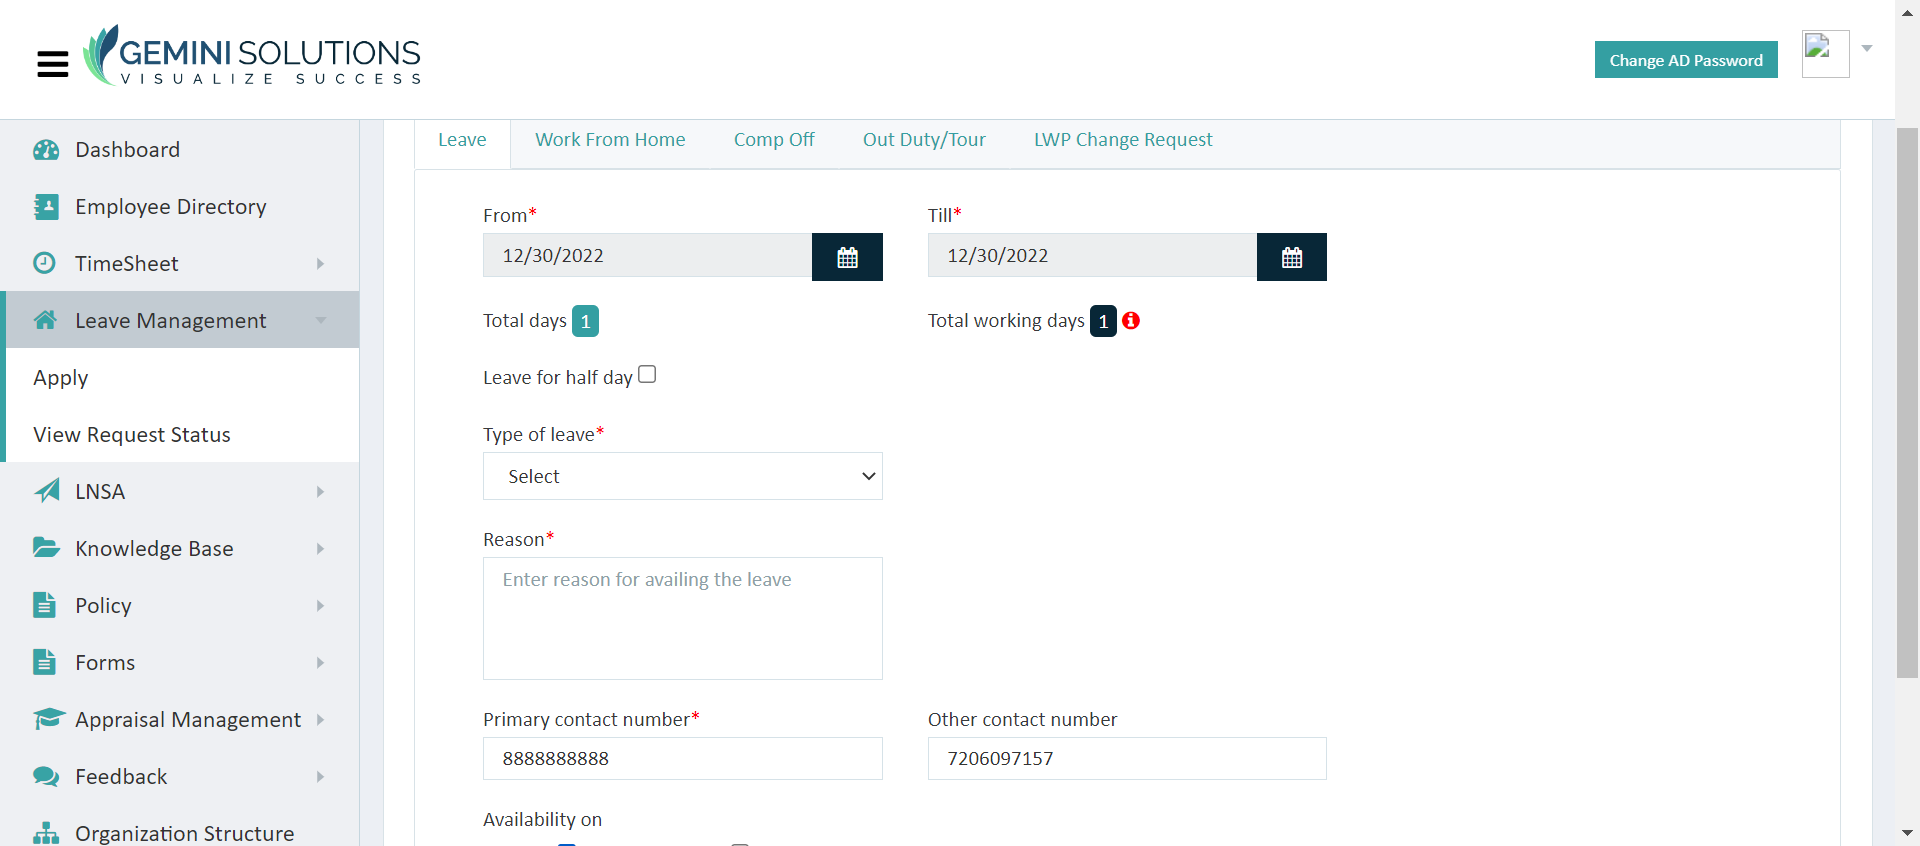 GEMINI SOLUTIONS
VISUALIZE SUCCESS
Change AD Password
Dashboard
Employee Directory
TimeSheet
Leave Management
Apply
View Request Status
LNSA
Knowledge Base
Policy
Forms
Appraisal Management
Feedback
Organization Structure
Leave Work From Home Comp Off Out Duty/Tour LWP Change Request
From* Till*
12/30/2022 12/30/2022
Total days 1 Total working days 1
Leave for half day
Type of leave*
Select
Reason*
Enter reason for availing the leave
Primary contact number* Other contact number
8888888888 7206097157
Availability on